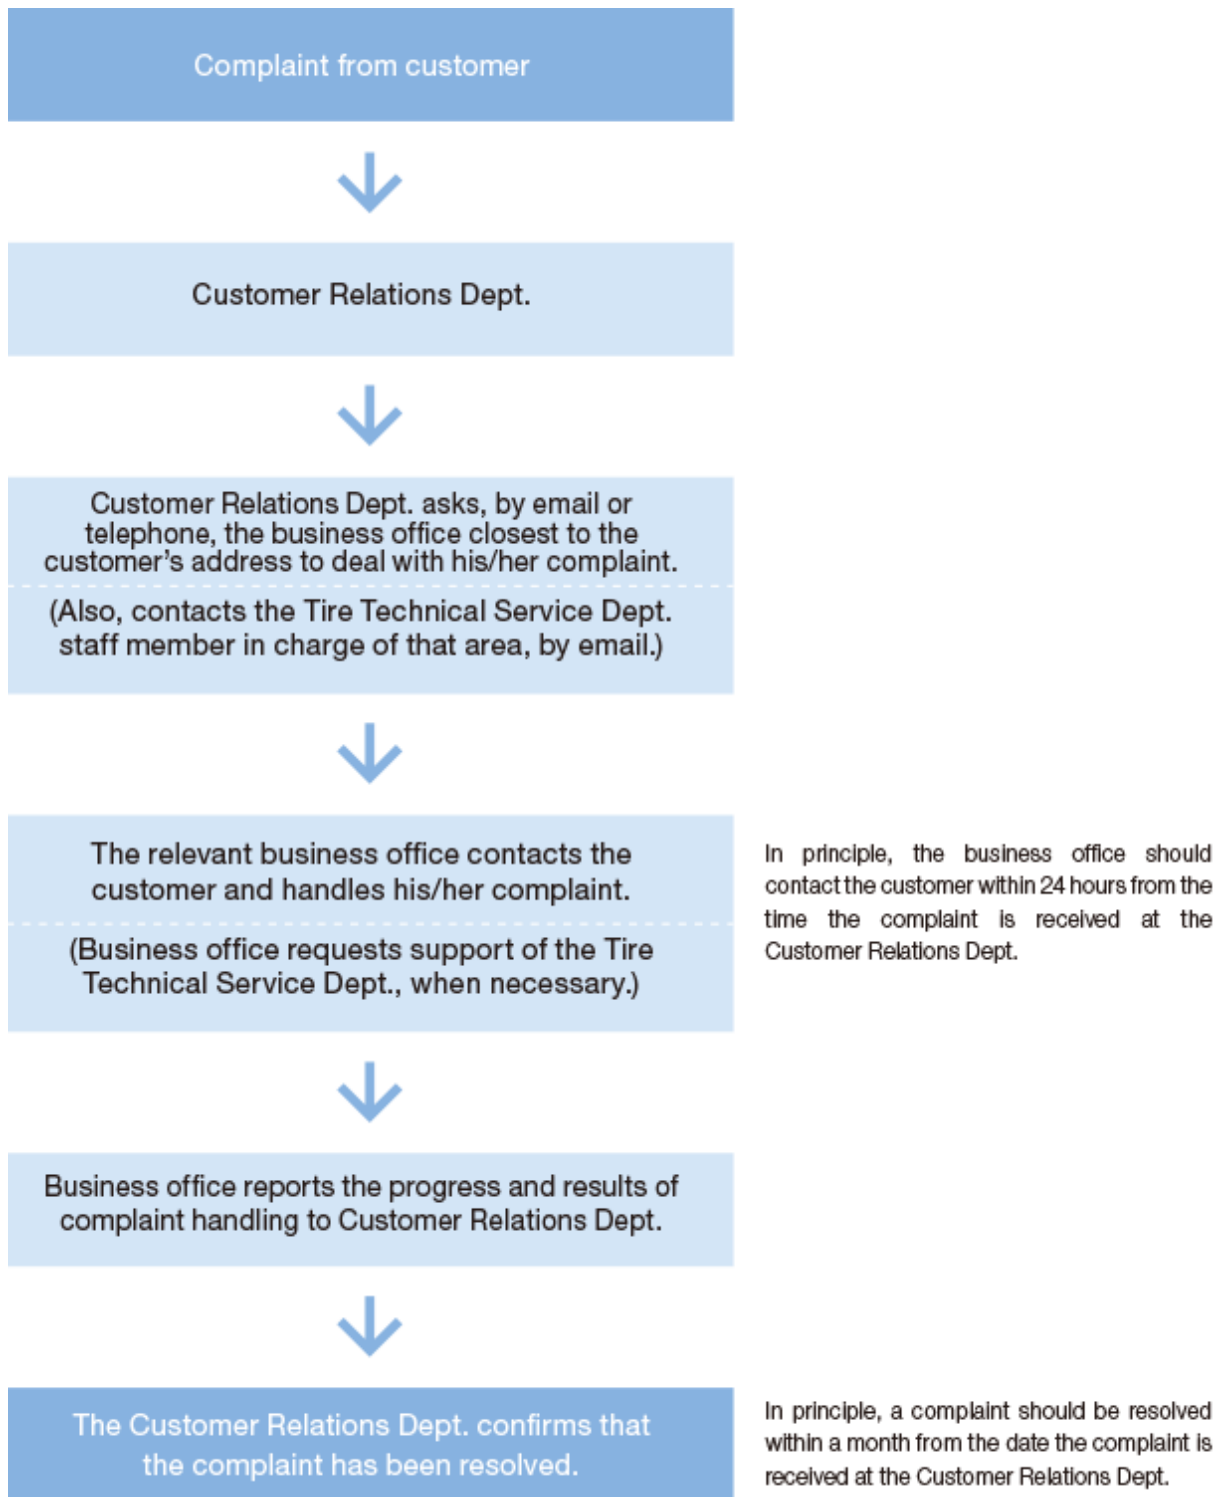 Complaint from customer
Customer Relations Dept.
Customer Relations Dept. asks, by email or
telephone, the business office closest to the
customer’s address to deal with his/her complaint.
(Also, contacts the Tire Technical Service Dept.
staff member in charge of that area, by email.)
The relevant business office contacts the
customer and handles his/her complaint.
(Business office requests support of the Tire
Technical Service Dept., when necessary.)
In principle, the business office should
contact the customer within 24 hours from the
time the complaint is received at the
Customer Relations Dept.
Business office reports the progress and results of
complaint handling to Customer Relations Dept.
The Customer Relations Dept. confirms that
the complaint has been resolved.
In principle, a complaint should be resolved
within a month from the date the complaint is
received at the Customer Relations Dept.